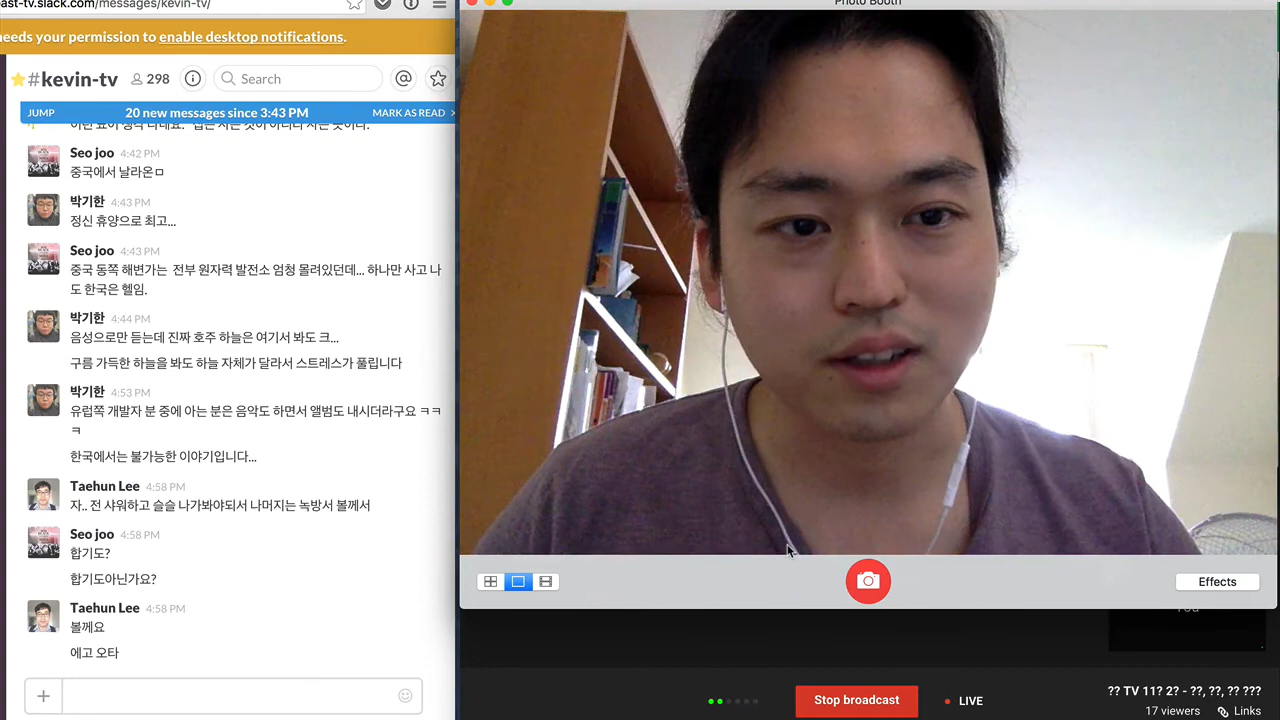 ast-tv.slack.com/messages/kevin-tv/
eeds your permission to enable desktop notifications.
#kevin-tv 298 Search
JUMP 20 new messages since 3:43 PM MARK AS READ
Seo joo 4:42 PM
중국에서 날라온ㅁ
박기한 4:43 PM
정신 휴양으로 최고...
Seo joo 4:43 PM
중국 동쪽 해변가는 전부 원자력 발전소 엄청 몰려있던데... 하나만 사고 나
도 한국은 헬임.
박기한 4:44 PM
음성으로만 듣는데 진짜 호주 하늘은 여기서 봐도 크...
구름 가득한 하늘을 봐도 하늘 자체가 달라서 스트레스가 풀립니다
박기한 4:53 PM
유럽쪽 개발자 분 중에 아는 분은 음악도 하면서 앨범도 내시더라구요 ㅋㅋ
ㅋ
한국에서는 불가능한 이야기입니다...
Taehun Lee 4:58 PM
자.. 전 샤워하고 슬슬 나가봐야되서 나머지는 녹방서 볼께서
Seo joo 4:58 PM
합기도?
합기도아닌가요?
Taehun Lee 4:58 PM
볼께요
에고 오타
Photo Booth
Effects
You
Stop broadcast
LIVE
?? TV 11? 2? - ??, ??, ?? ???
17 viewers Links